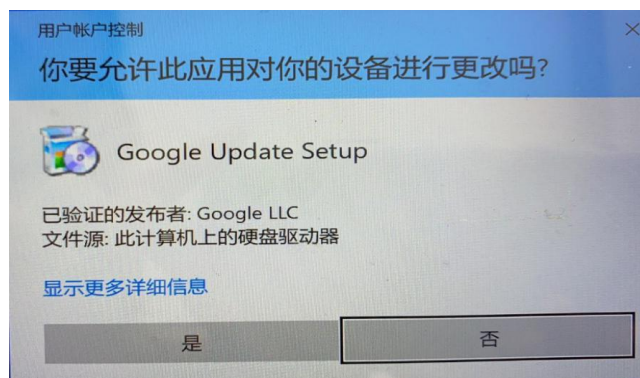 用户帐户控制
你要允许此应用对你的设备进行更改吗?
Google Update Setup
已验证的发布者: Google LLC
文件源: 此计算机上的硬盘驱动器
显示更多详细信息
是
否